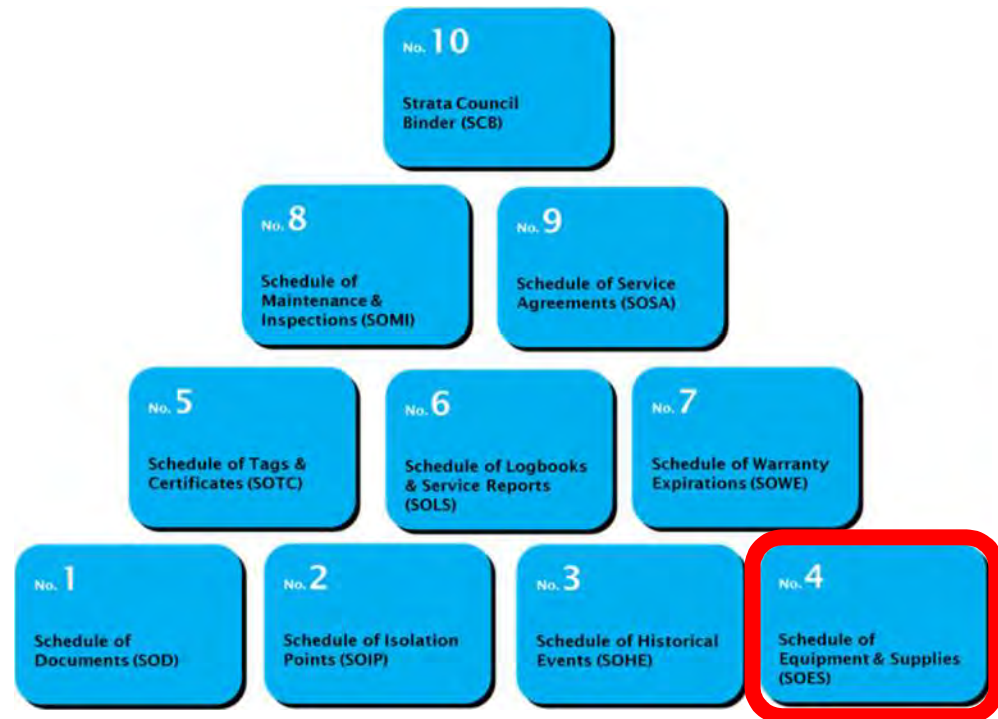 No. 10
Strata Council
Binder (SCB)
No. 8
Schedule of
Maintenance &
Inspections (SOMI)
No. 9
Schedule of Service
Agreements (SOSA)
No. 5
Schedule of Tags &
Certificates (SOTC)
No. 6
Schedule of Logbooks
& Service Reports
(SOLS)
No. 7
Schedule of Warranty
Expirations (SOWE)
No. 1
Schedule of
Documents (SOD)
No. 2
Schedule of Isolation
Points (SOIP)
No. 3
Schedule of Historical
Events (SOHE)
No. 4
Schedule of
Equipment & Supplies
(SOES)